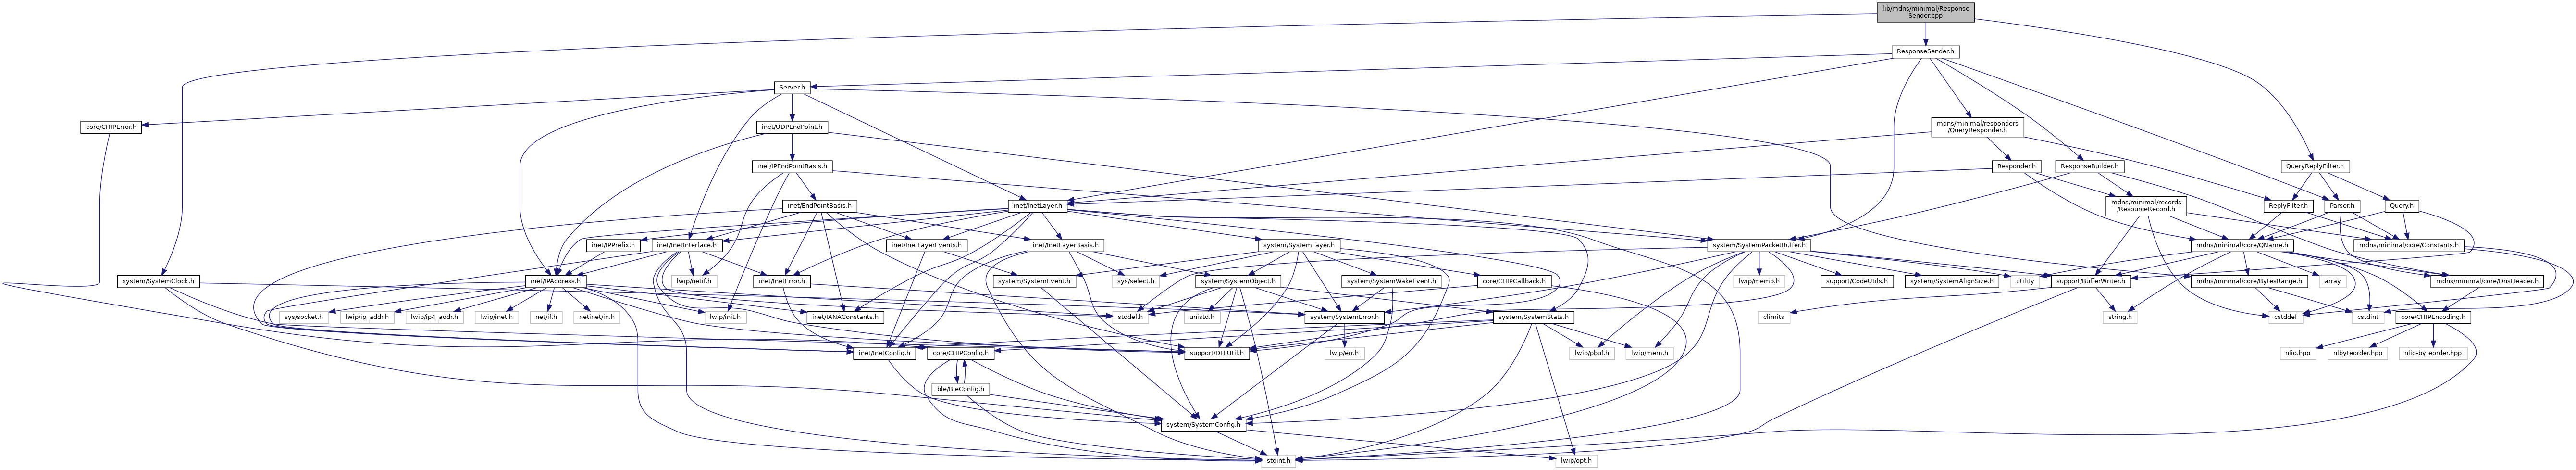 lib/mdns/minimal/Response
Sender.cpp
ResponseSender.h
Server.h
core/CHIPError.h
inet/UDPEndPoint.h
mdns/minimal/responders
/QueryResponder.h
inet/IPEndPointBasis.h
Responder.h
ResponseBuilder.h
QueryReplyFilter.h
inet/EndPointBasis.h
inet/InetLayer.h
mdns/minimal/records
/ResourceRecord.h
ReplyFilter.h
Parser.h
Query.h
inet/IPPrefix.h
inet/InetInterface.h
inet/InetLayerEvents.h
inet/InetLayerBasis.h
system/SystemLayer.h
system/SystemPacketBuffer.h
mdns/minimal/core/QName.h
mdns/minimal/core/Constants.h
system/SystemClock.h
inet/IPAddress.h
lwip/netif.h
inet/InetError.h
system/SystemEvent.h
sys/select.h
system/SystemObject.h
system/SystemWakeEvent.h
core/CHIPCallback.h
lwip/memp.h
support/CodeUtils.h
system/SystemAlignSize.h
utility
support/BufferWriter.h
mdns/minimal/core/BytesRange.h
array
mdns/minimal/core/DnsHeader.h
sys/socket.h
lwip/ip_addr.h
lwip/ip4_addr.h
lwip/inet.h
net/if.h
netinet/in.h
lwip/init.h
inet/IANAConstants.h
stddef.h
unistd.h
system/SystemError.h
system/SystemStats.h
climits
string.h
cstddef
cstdint
core/CHIPEncoding.h
inet/InetConfig.h
core/CHIPConfig.h
support/DLLUtil.h
lwip/err.h
lwip/pbuf.h
lwip/mem.h
nlio.hpp
nlbyteorder.hpp
nlio-byteorder.hpp
ble/BleConfig.h
system/SystemConfig.h
stdint.h
lwip/opt.h